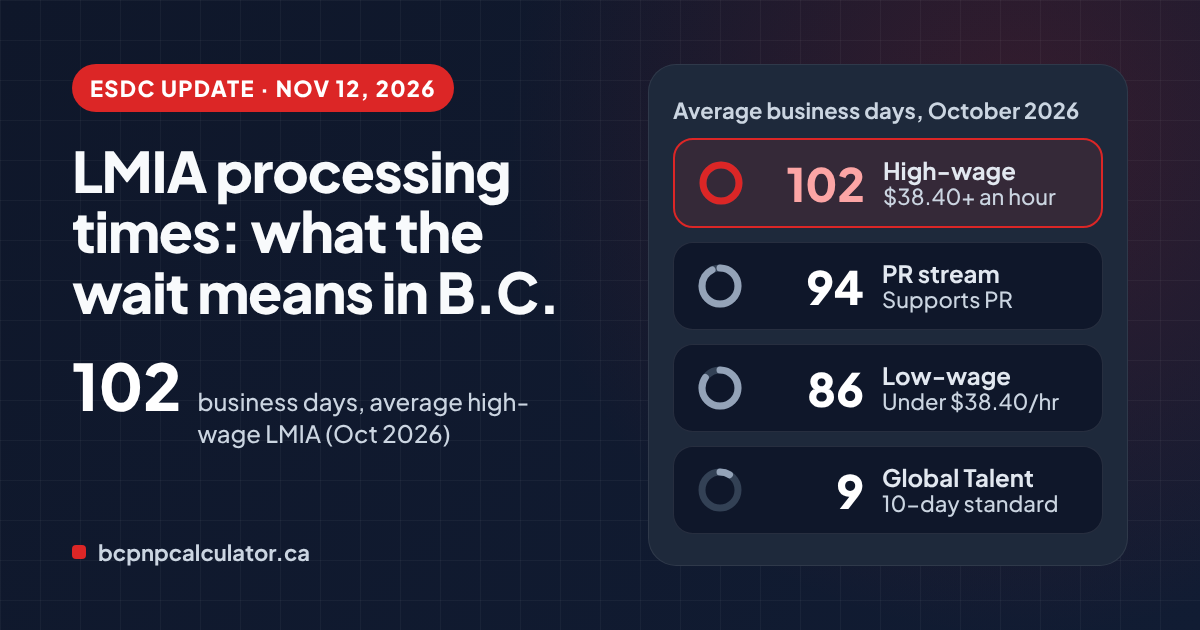 ESDC UPDATE · NOV 12, 2026
LMIA processing
times: what the
wait means in B.C.
102
business days, average high-
wage LMIA (Oct 2026)
bcpnpcalculator.ca
Average business days, October 2026
102
High-wage
$38.40+ an hour
94
PR stream
Supports PR
86
Low-wage
Under $38.40/hr
9
Global Talent
10-day standard